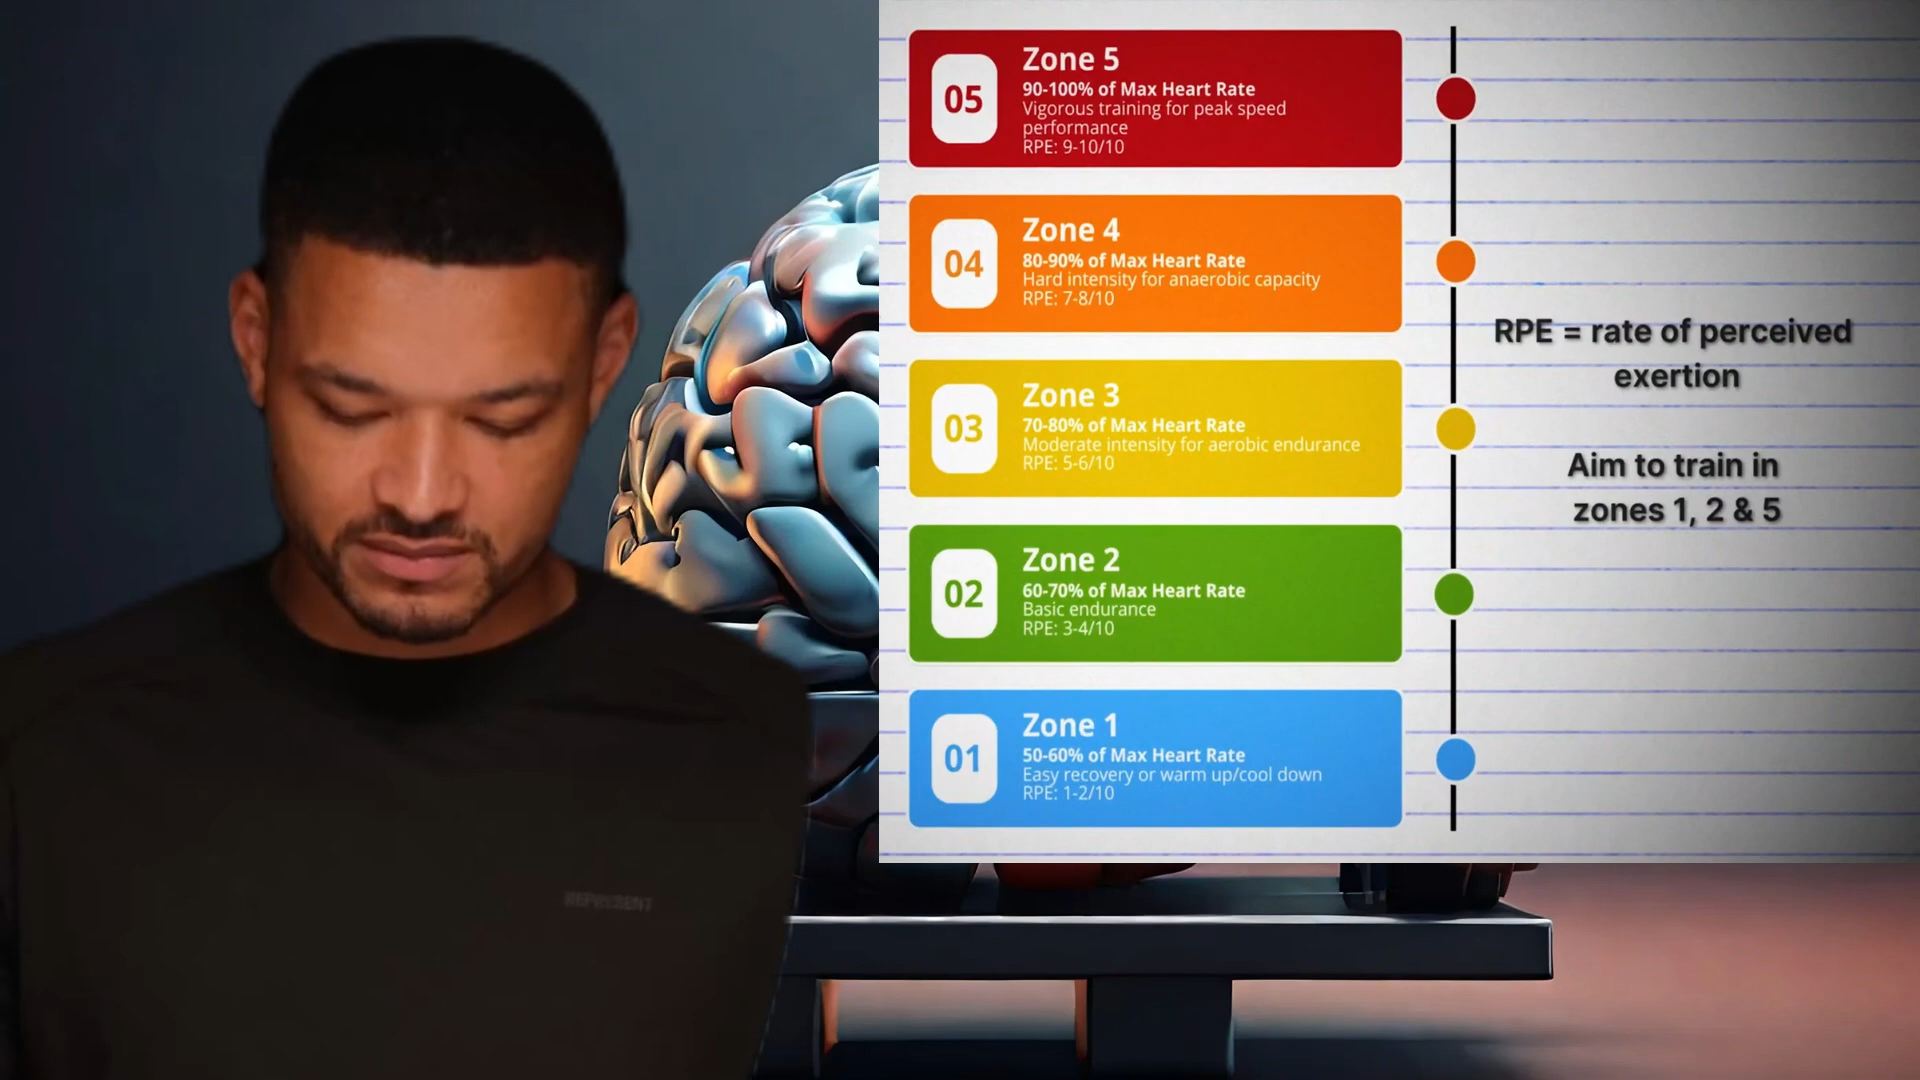 05
Zone 5
90-100% of Max Heart Rate
Vigorous training for peak speed
performance
RPE: 9-10/10
04
Zone 4
80-90% of Max Heart Rate
Hard intensity for anaerobic capacity
RPE: 7-8/10
03
Zone 3
70-80% of Max Heart Rate
Moderate intensity for aerobic endurance
RPE: 5-6/10
02
Zone 2
60-70% of Max Heart Rate
Basic endurance
RPE: 3-4/10
01
Zone 1
50-60% of Max Heart Rate
Easy recovery or warm up/cool down
RPE: 1-2/10
RPE = rate of perceived
exertion
Aim to train in
zones 1, 2 & 5
REPRESENT